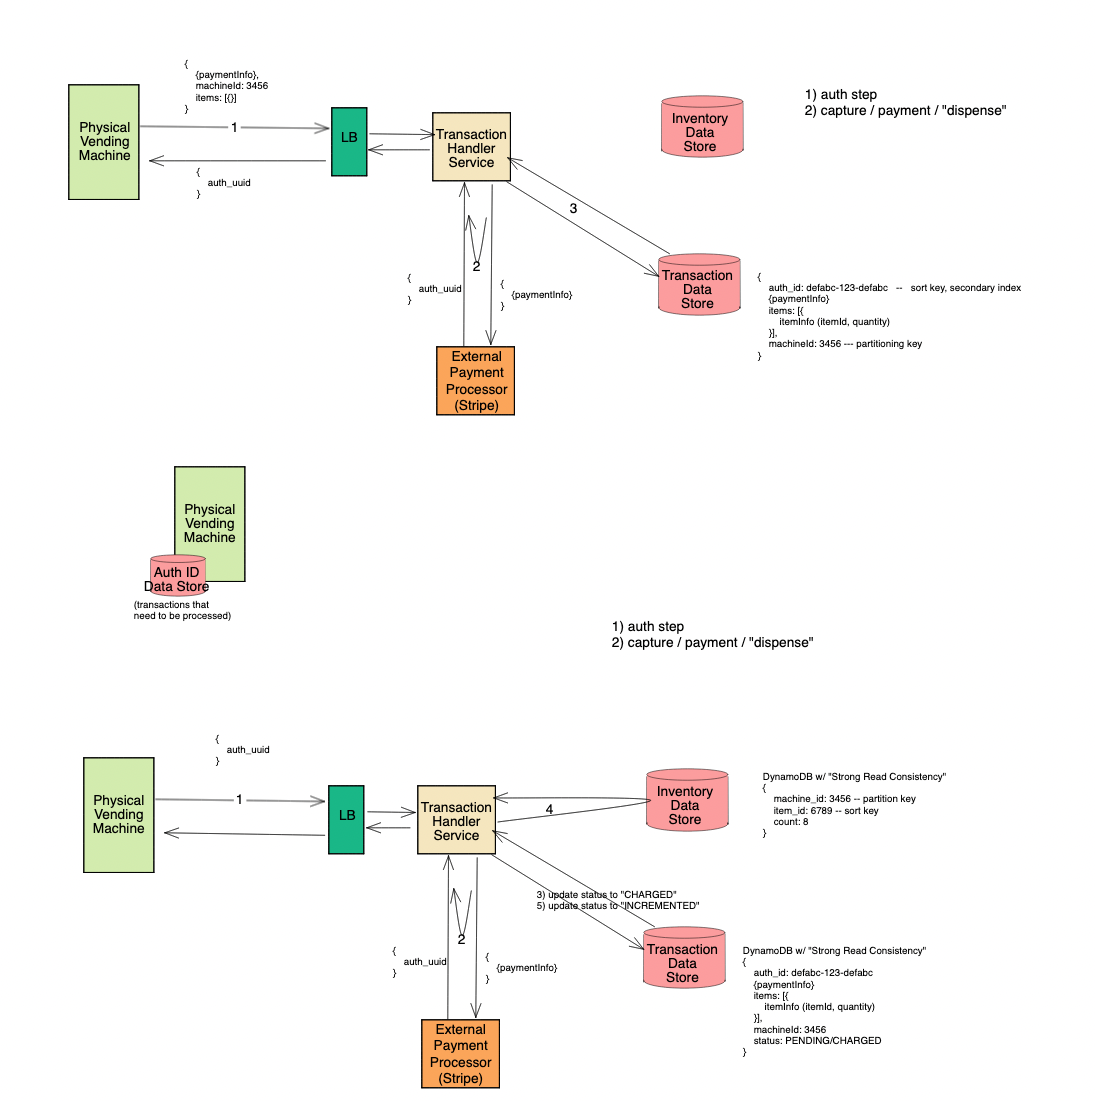 {
{paymentInfo},
machineId: 3456
items: [{}]
}
Physical
Vending
Machine
1
LB
Transaction
Handler
Service
Inventory
Data
Store
1) auth step
2) capture / payment / "dispense"
{
auth_uuid
}
3
2
{
auth_uuid
}
{
{paymentInfo}
}
Transaction
Data
Store
{
auth_id: defabc-123-defabc -- sort key, secondary index
{paymentInfo}
items: [{
itemInfo (itemId, quantity)
}],
machineId: 3456 --- partitioning key
}
External
Payment
Processor
(Stripe)
Physical
Vending
Machine
Auth ID
Data Store
(transactions that
need to be processed)
1) auth step
2) capture / payment / "dispense"
{
auth_uuid
}
Physical
Vending
Machine
1
LB
Transaction
Handler
Service
4
Inventory
Data
Store
DynamoDB w/ "Strong Read Consistency"
{
machine_id: 3456 -- partition key
item_id: 6789 -- sort key
count: 8
}
3) update status to "CHARGED"
5) update status to "INCREMENTED"
2
{
auth_uuid
}
{
{paymentInfo}
}
Transaction
Data
Store
DynamoDB w/ "Strong Read Consistency"
{
auth_id: defabc-123-defabc
{paymentInfo}
items: [{
itemInfo (itemId, quantity)
}],
machineId: 3456
status: PENDING/CHARGED
}
External
Payment
Processor
(Stripe)